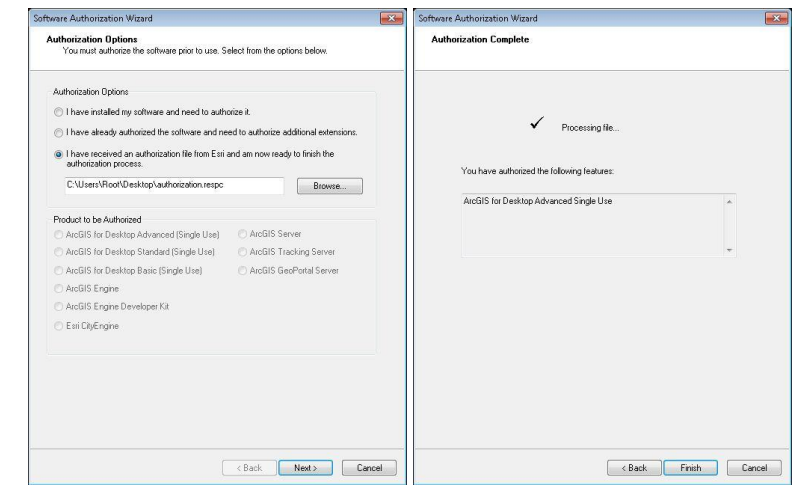 Software Authorization Wizard
Authorization Options
You must authorize the software prior to use. Select from the options below.
Authorization Options
I have installed my software and need to authorize it.
I have already authorized the software and need to authorize additional extensions.
I have received an authorization file from Esri and am now ready to finish the
authorization process.
C:\Users\Root\Desktop\authorization.respc
Browse...
Product to be Authorized
ArcGIS for Desktop Advanced (Single Use)
ArcGIS Server
ArcGIS for Desktop Standard (Single Use)
ArcGIS Tracking Server
ArcGIS for Desktop Basic (Single Use)
ArcGIS GeoPortal Server
ArcGIS Engine
ArcGIS Engine Developer Kit
Esri CityEngine
< Back
Next >
Cancel
Software Authorization Wizard
Authorization Complete
Processing file...
You have authorized the following features:
ArcGIS for Desktop Advanced Single Use
< Back
Finish
Cancel